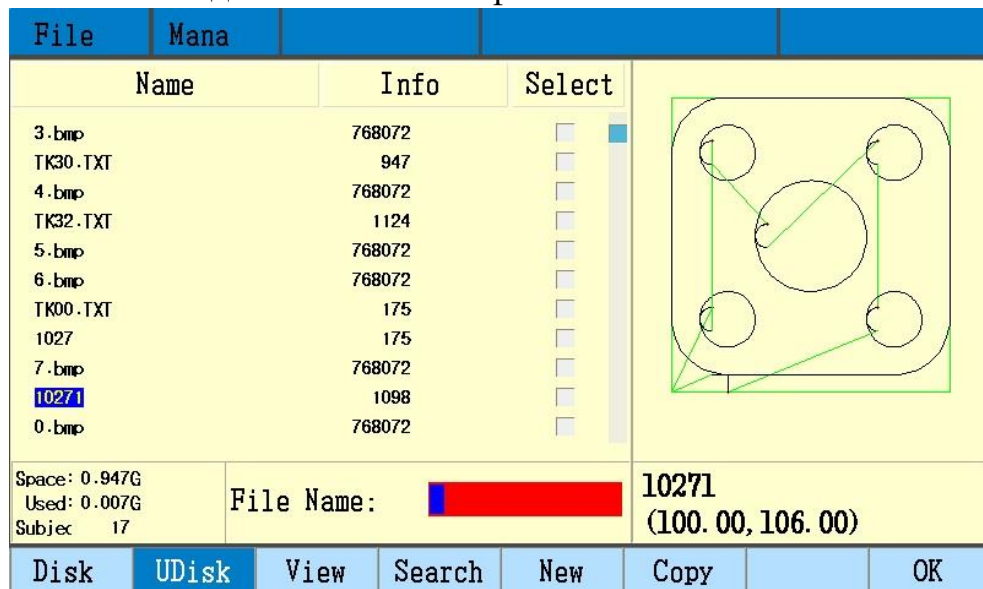 File Mana
Name Info Select
3.bmp 768072
TK30.TXT 947
4.bmp 768072
TK32.TXT 1124
5.bmp 768072
6.bmp 768072
TK00.TXT 175
1027 175
7.bmp 768072
10271 1098
0.bmp 768072
Space: 0.947G
Used: 0.007G
Subjec 17
File Name:
10271
(100.00, 106.00)
Disk UDisk View Search New Copy OK